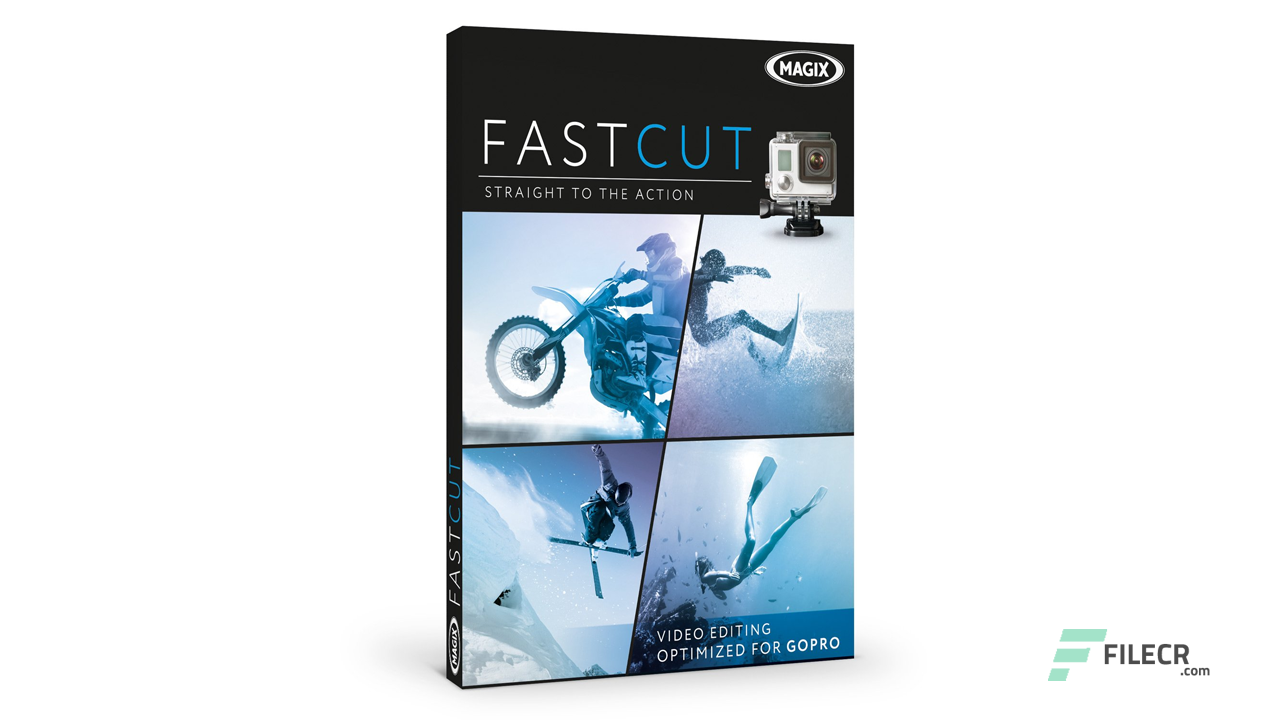 MAGIX
FASTCUT
STRAIGHT TO THE ACTION
VIDEO EDITING
OPTIMIZED FOR GOPRO
FASTCUT
MAGIX
FILECR
.com